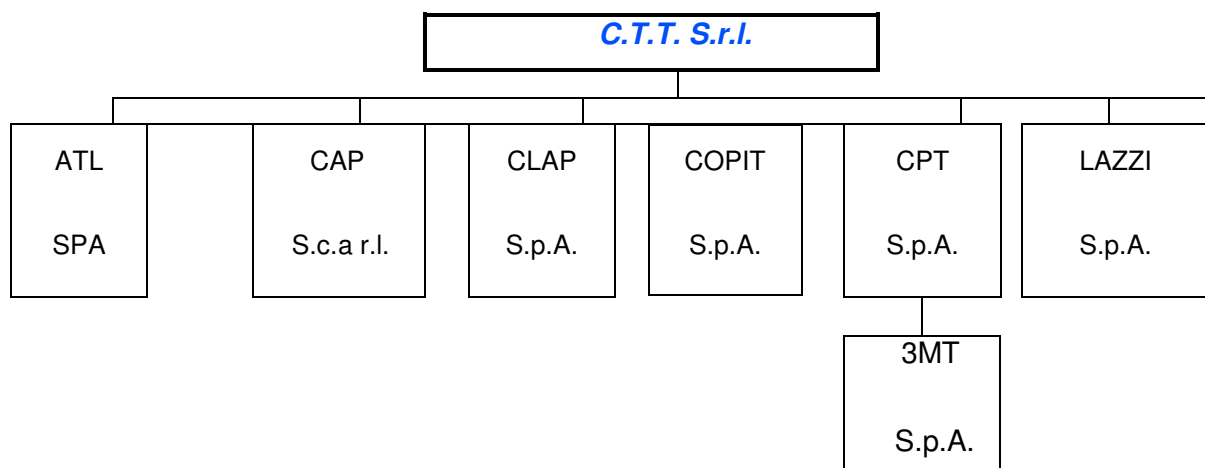 C.T.T. S.r.l.
ATL
SPA
CAP
S.c.a r.l.
CLAP
S.p.A.
COPIT
S.p.A.
CPT
S.p.A.
LAZZI
S.p.A.
3MT
S.p.A.